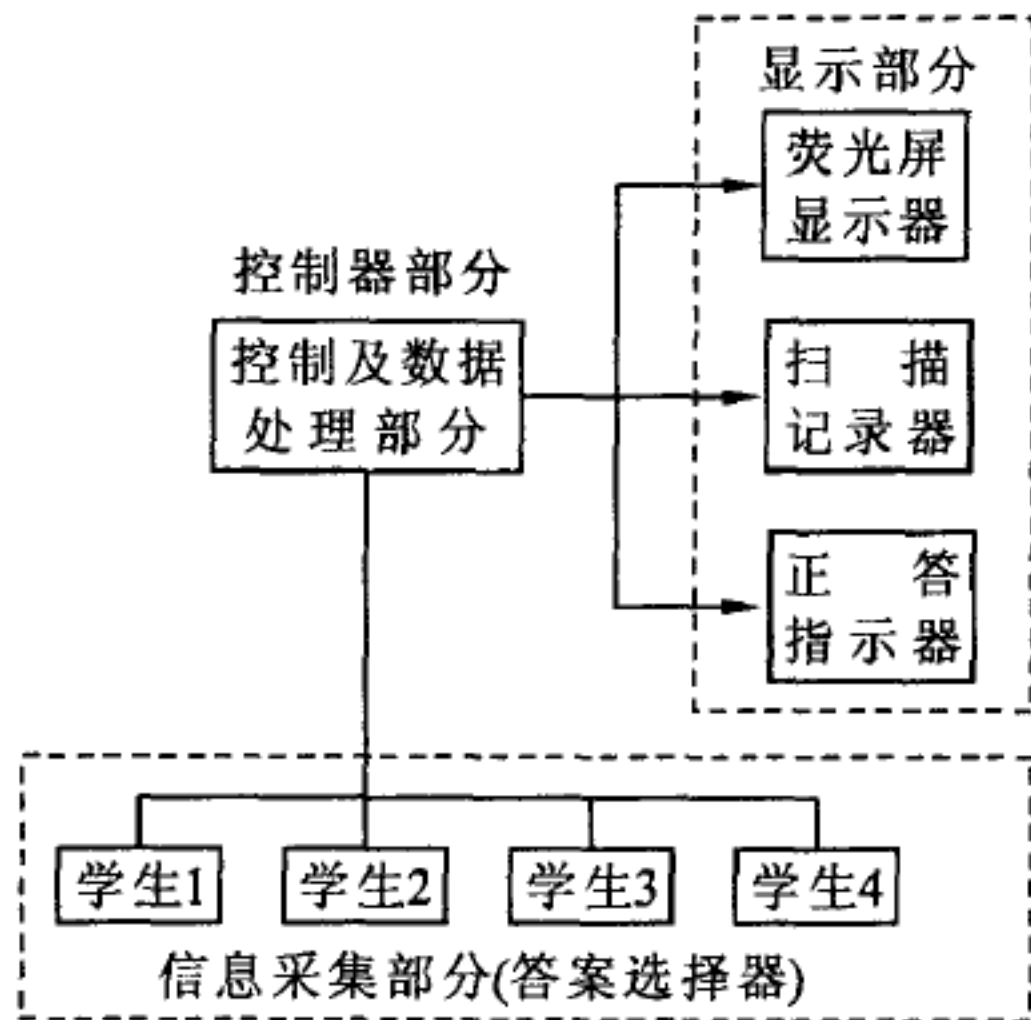 显示部分
荧光屏
显示器
控制器部分
控制及数据
处理部分
扫描
记录器
正答
指示器
学生1
学生2
学生3
学生4
信息采集部分(答案选择器)